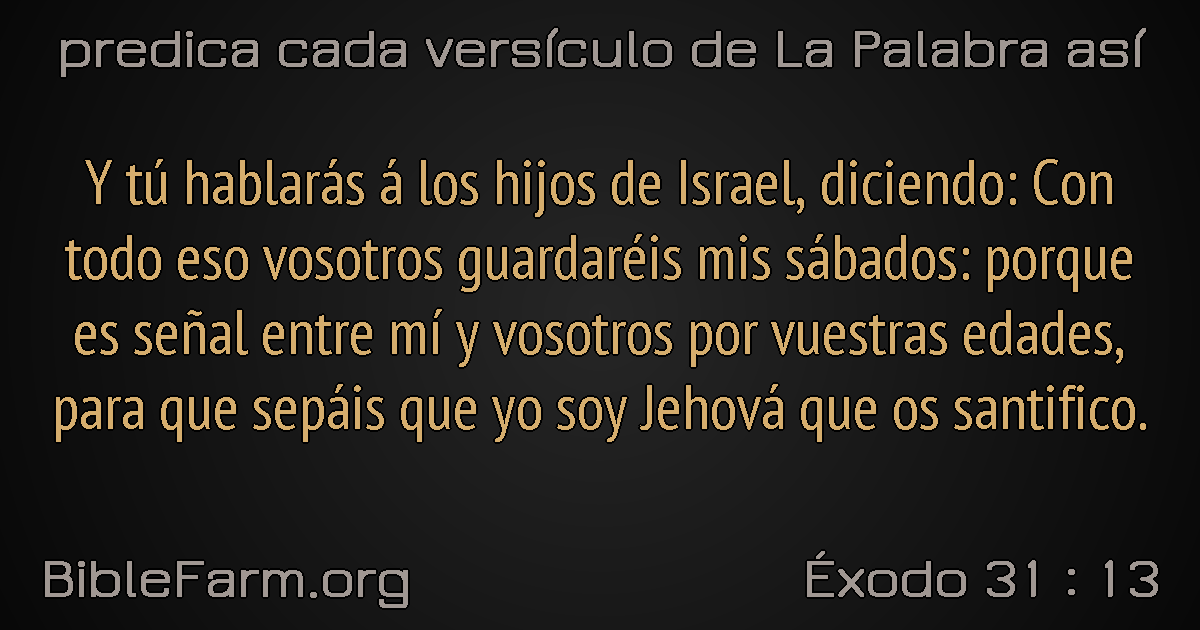 predica cada versículo de La Palabra así
Y tú hablarás á los hijos de Israel, diciendo: Con
todo eso vosotros guardaréis mis sábados: porque
es señal entre mí y vosotros por vuestras edades,
para que sepáis que yo soy Jehová que os santifico.
BibleFarm.org
Éxodo 31 : 13